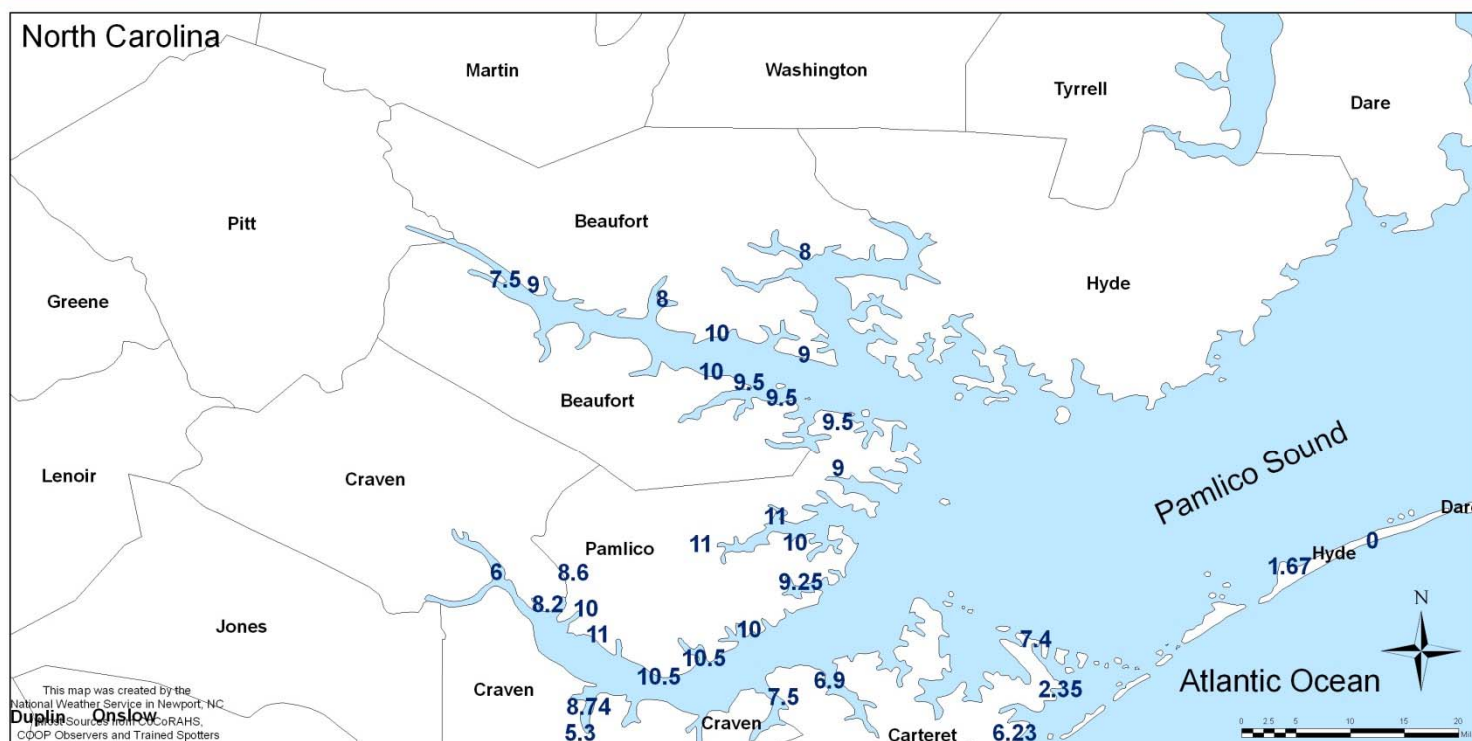 North Carolina
Martin
Washington
Tyrrell
Dare
Pitt
Beaufort
8
7.5
9
Hyde
Greene
8
10
9
10
9.5
Beaufort
9.5
9.5
Pamlico Sound
Lenoir
Craven
9
Dare
11
11
Pamlico
10
0
Hyde
1.67
6
8.6
9.25
N
8.2
10
Jones
11
10
7.4
10.5
10.5
6.9
Atlantic Ocean
This map was created by the
National Weather Service in Newport, NC
Craven
7.5
2.35
8.74
Duplin
Onslow
Most Sources from CoCoRAHS,
COOP Observers and Trained Spotters
5.3
Craven
Carteret
6.23
0 2.5 5 10 15 20